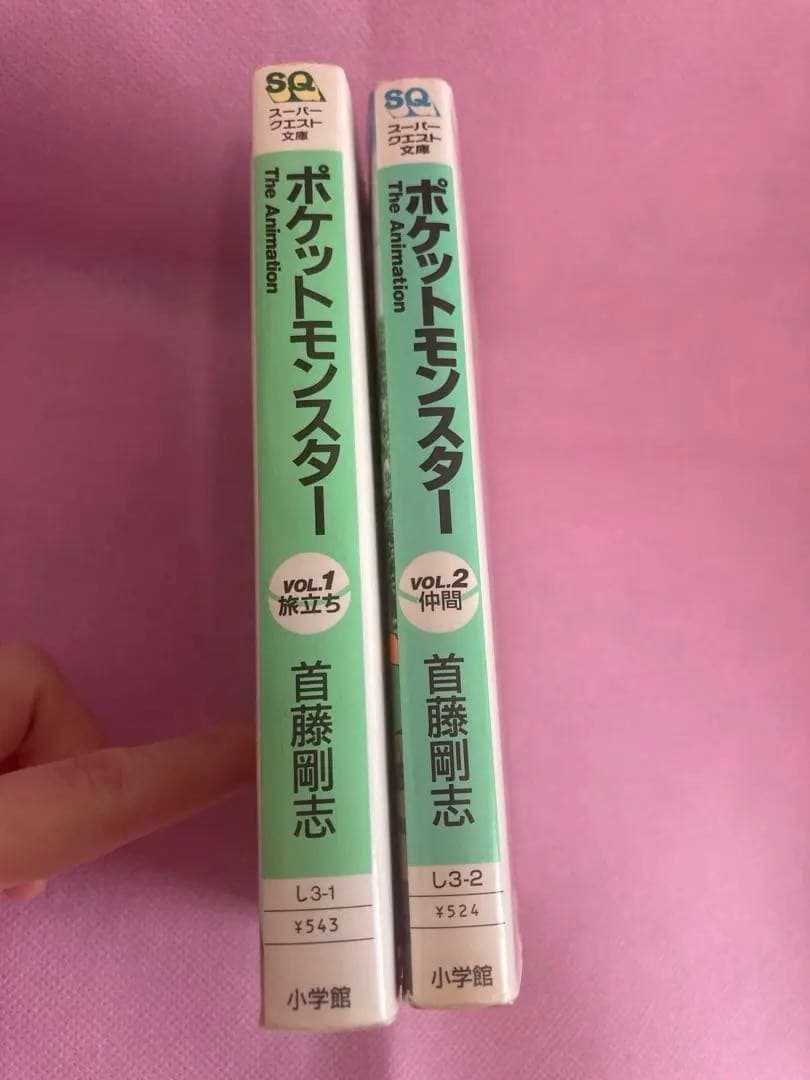 SQ
スーパー
クエスト
文庫
ポケットモンスター
The Animation
VOL.1
旅立ち
首藤剛志
し3-1
¥543
小学館
SQ
スーパー
クエスト
文庫
ポケットモンスター
The Animation
VOL.2
仲間
首藤剛志
し3-2
¥524
小学館